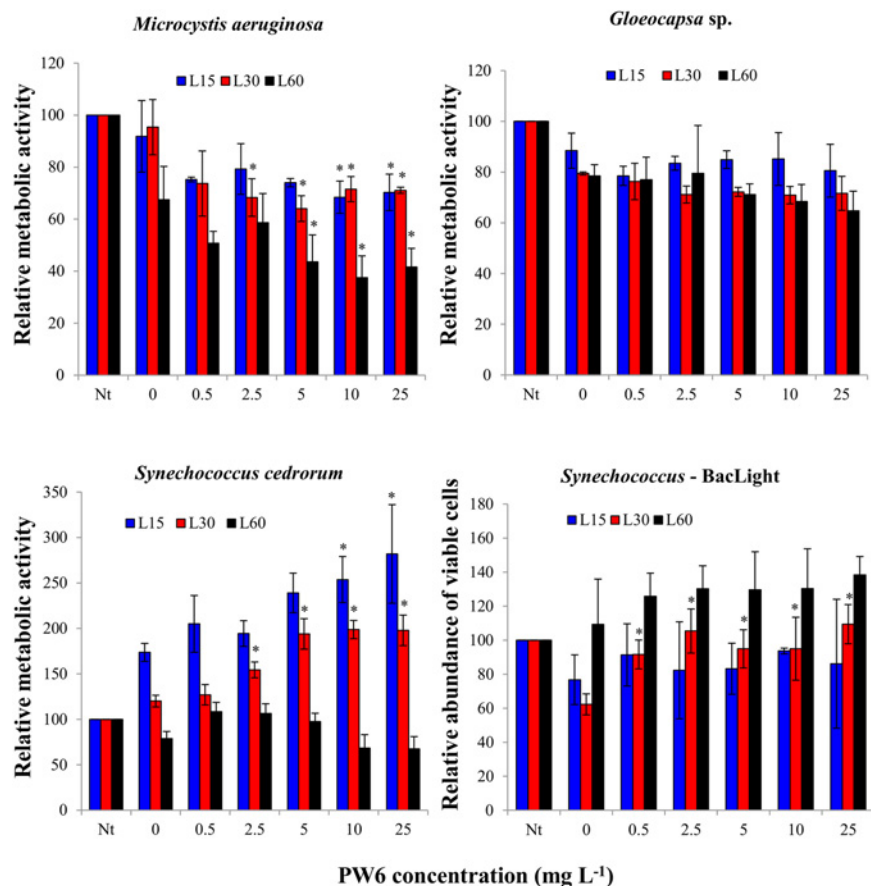 Microcystis aeruginosa
L15 L30 L60
Relative metabolic activity
120
100
80
60
40
20
0
* * * * * * * * *
Nt 0 0.5 2.5 5 10 25
Gloeocapsa sp.
L15 L30 L60
Relative metabolic activity
120
100
80
60
40
20
0
Nt 0 0.5 2.5 5 10 25
Synechococcus cedrorum
L15 L30 L60
Relative metabolic activity
350
300
250
200
150
100
50
0
* * * * * *
Nt 0 0.5 2.5 5 10 25
Synechococcus - BacLight
L15 L30 L60
Relative abundance of viable cells
180
160
140
120
100
80
60
40
20
0
* * * * *
Nt 0 0.5 2.5 5 10 25
PW6 concentration (mg L-1)